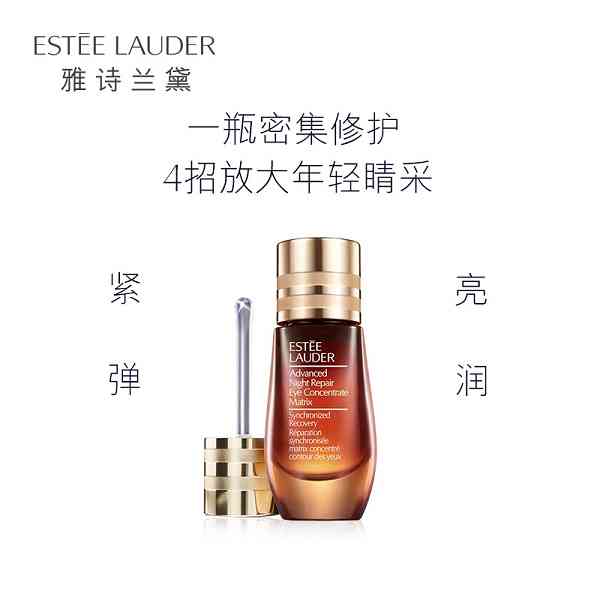 ESTĒE LAUDER
雅诗兰黛
一瓶密集修护
4招放大年轻睛采
紧
亮
弹
润
ESTĒE
LAUDER
Advanced
Night Repair
Eye Concentrate
Matrix
Synchronized
Recovery
Réparation
synchronisée
matrix concentré
contour des yeux